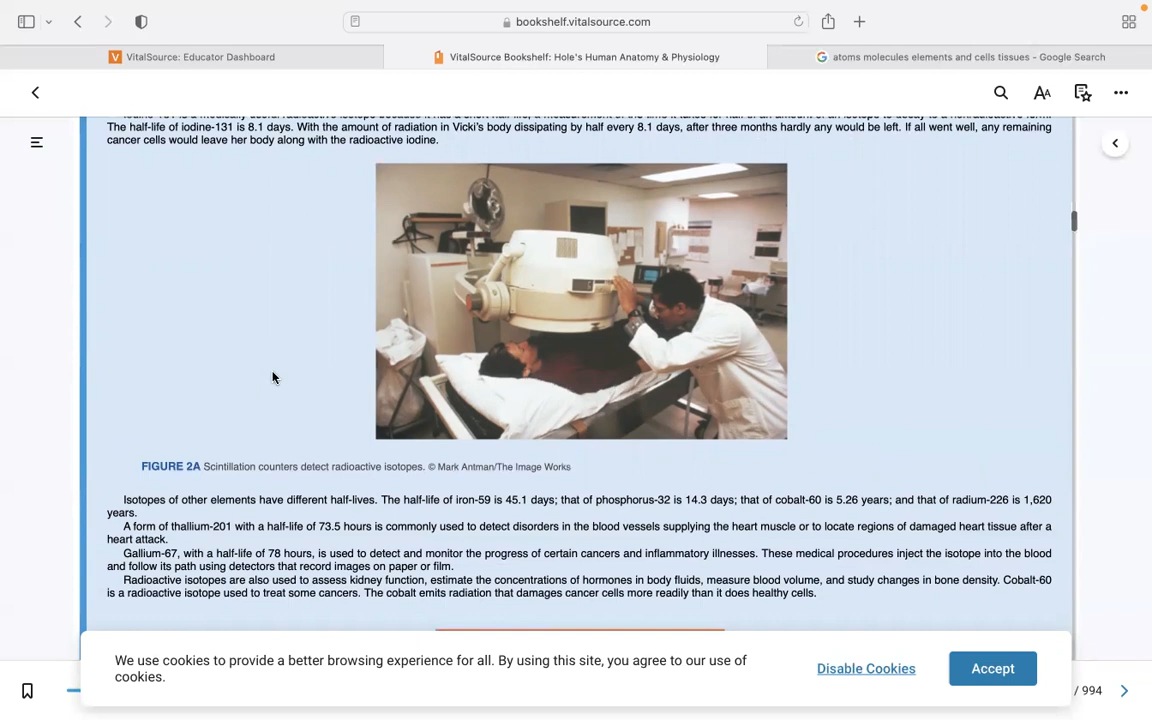 bookshelf.vitalsource.com
VitalSource: Educator Dashboard
VitalSource Bookshelf: Hole's Human Anatomy & Physiology
atoms molecules elements and cells tissues - Google Search
The half-life of iodine-131 is 8.1 days. With the amount of radiation in Vicki's body dissipating by half every 8.1 days, after three months hardly any would be left. If all went well, any remaining
cancer cells would leave her body along with the radioactive iodine.
FIGURE 2A Scintillation counters detect radioactive isotopes. © Mark Antman/The Image Works
Isotopes of other elements have different half-lives. The half-life of iron-59 is 45.1 days; that of phosphorus-32 is 14.3 days; that of cobalt-60 is 5.26 years; and that of radium-226 is 1,620
years.
A form of thallium-201 with a half-life of 73.5 hours is commonly used to detect disorders in the blood vessels supplying the heart muscle or to locate regions of damaged heart tissue after a
heart attack.
Gallium-67, with a half-life of 78 hours, is used to detect and monitor the progress of certain cancers and inflammatory illnesses. These medical procedures inject the isotope into the blood
and follow its path using detectors that record images on paper or film.
Radioactive isotopes are also used to assess kidney function, estimate the concentrations of hormones in body fluids, measure blood volume, and study changes in bone density. Cobalt-60
is a radioactive isotope used to treat some cancers. The cobalt emits radiation that damages cancer cells more readily than it does healthy cells.
We use cookies to provide a better browsing experience for all. By using this site, you agree to our use of
cookies.
Disable Cookies
Accept
/ 994